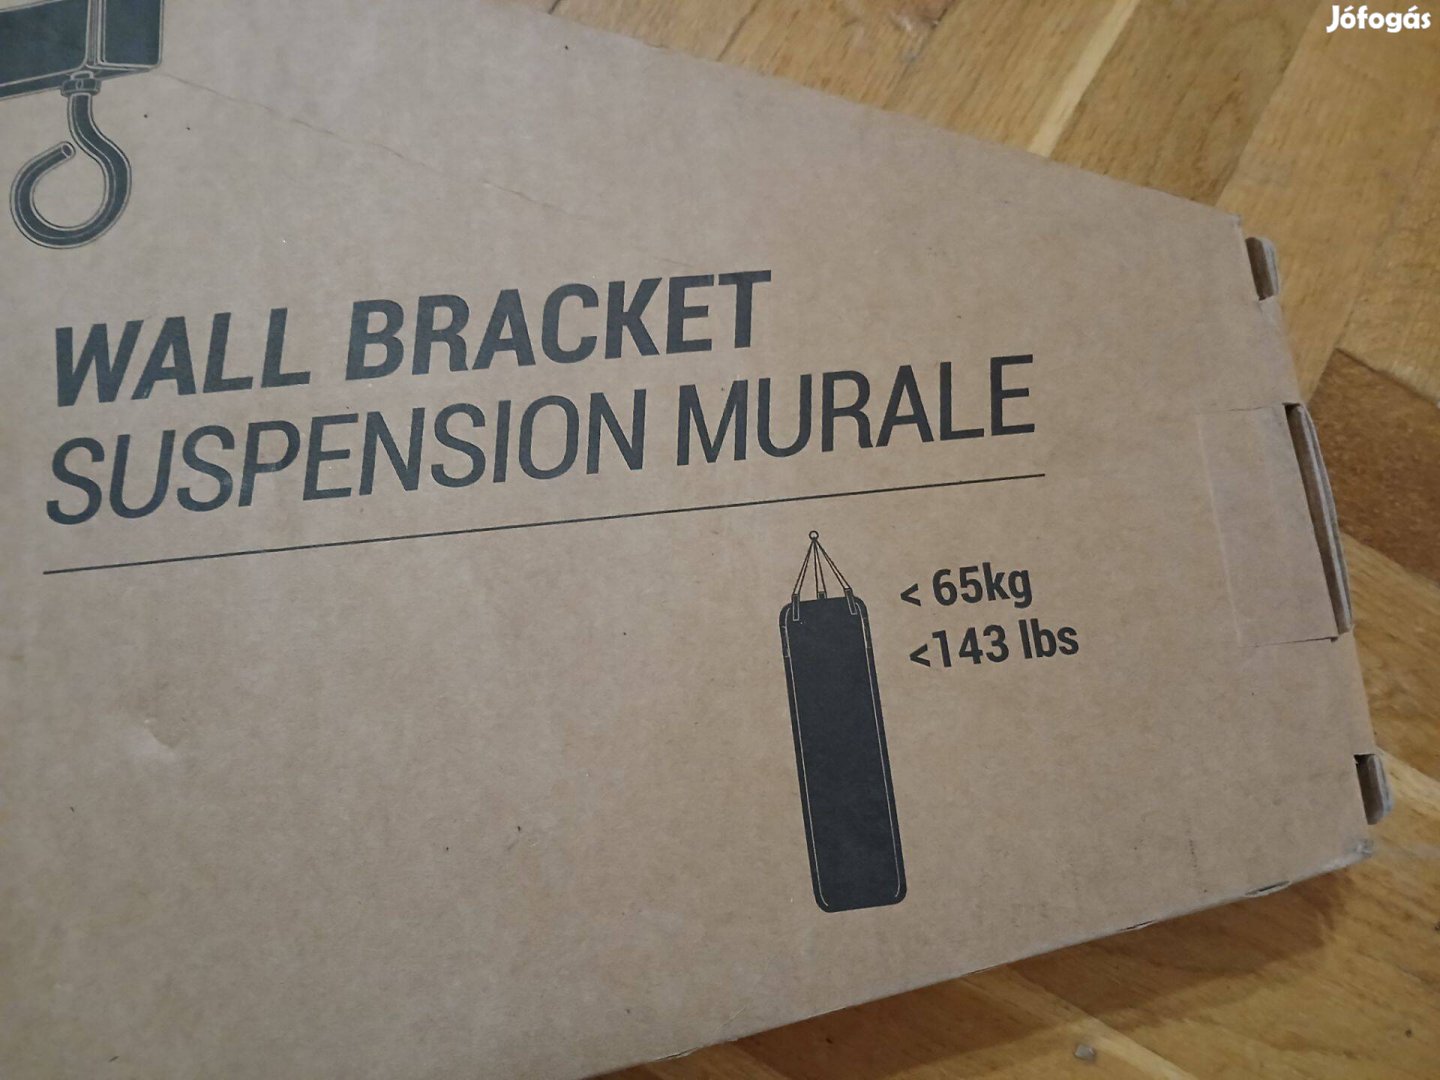 Jófogás
WALL BRACKET
SUSPENSION MURALE
< 65kg
<143 lbs